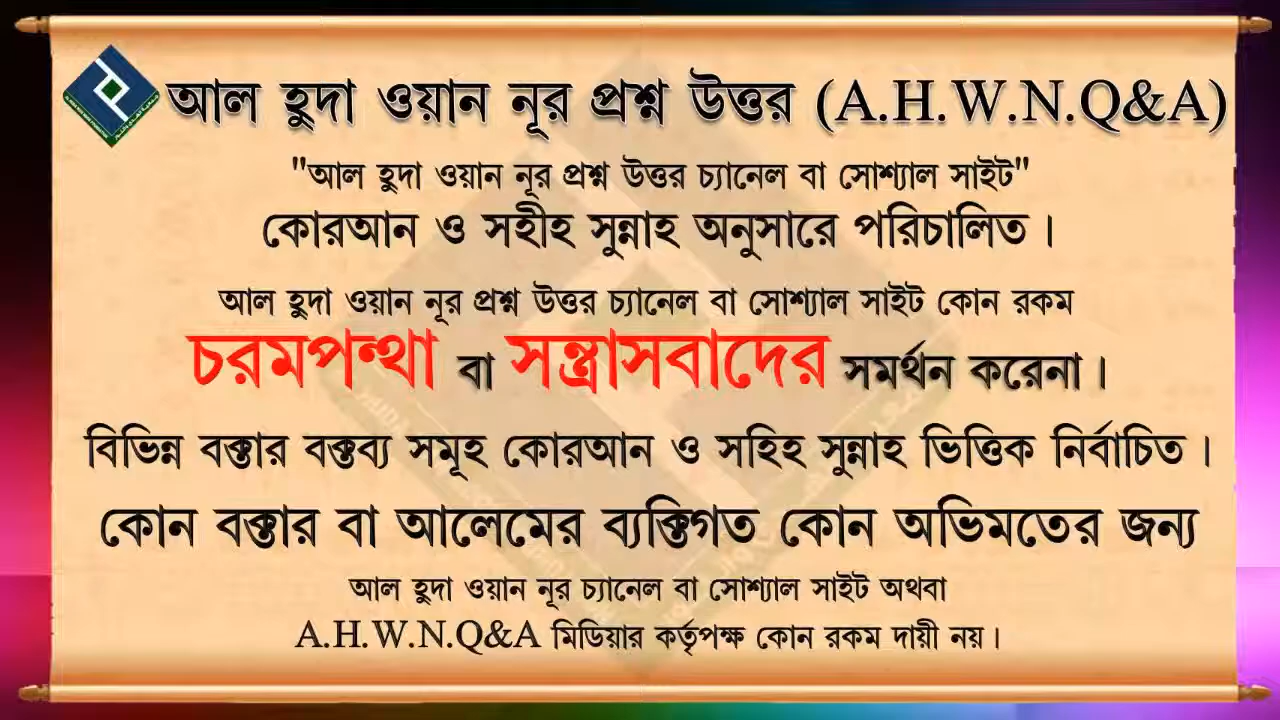 আল হুদা ওয়ান নূর প্রশ্ন উত্তর (A.H.W.N.Q&A)
"আল হুদা ওয়ান নূর প্রশ্ন উত্তর চ্যানেল বা সোশ্যাল সাইট"
কোরআন ও সহীহ সুন্নাহ অনুসারে পরিচালিত।
আল হুদা ওয়ান নূর প্রশ্ন উত্তর চ্যানেল বা সোশ্যাল সাইট কোন রকম
চরমপন্থা বা সন্ত্রাসবাদের সমর্থন করেনা।
বিভিন্ন বক্তার বক্তব্য সমূহ কোরআন ও সহিহ সুন্নাহ ভিত্তিক নির্বাচিত।
কোন বক্তার বা আলেমের ব্যক্তিগত কোন অভিমতের জন্য
আল হুদা ওয়ান নূর চ্যানেল বা সোশ্যাল সাইট অথবা
A.H.W.N.Q&A মিডিয়ার কর্তৃপক্ষ কোন রকম দায়ী নয়।